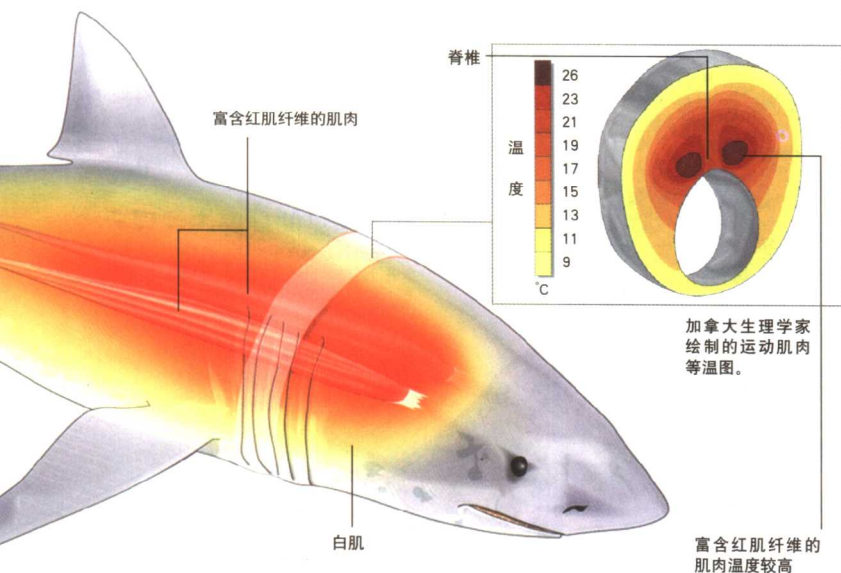 脊椎
富含红肌纤维的肌肉
温
度
26
23
21
19
17
15
13
11
9
°C
加拿大生理学家
绘制的运动肌肉
等温图。
白肌
富含红肌纤维的
肌肉温度较高